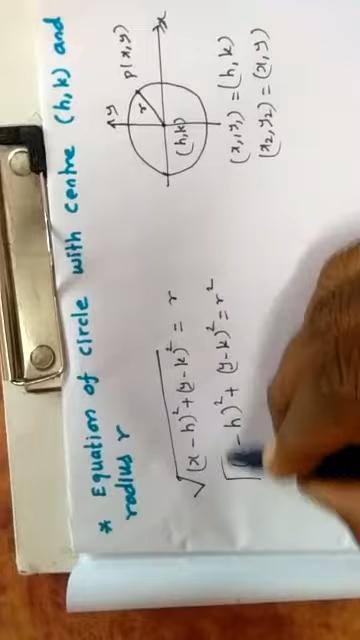 * Equation of circle with centre (h,k) and
radius r
y
P(x,y)
r
(h,k)
x
(x₁,y₁) = (h,k)
(x₂,y₂) = (x,y)
√(x-h)²+(y-k)² = r
-h)²+(y-k)²=r²